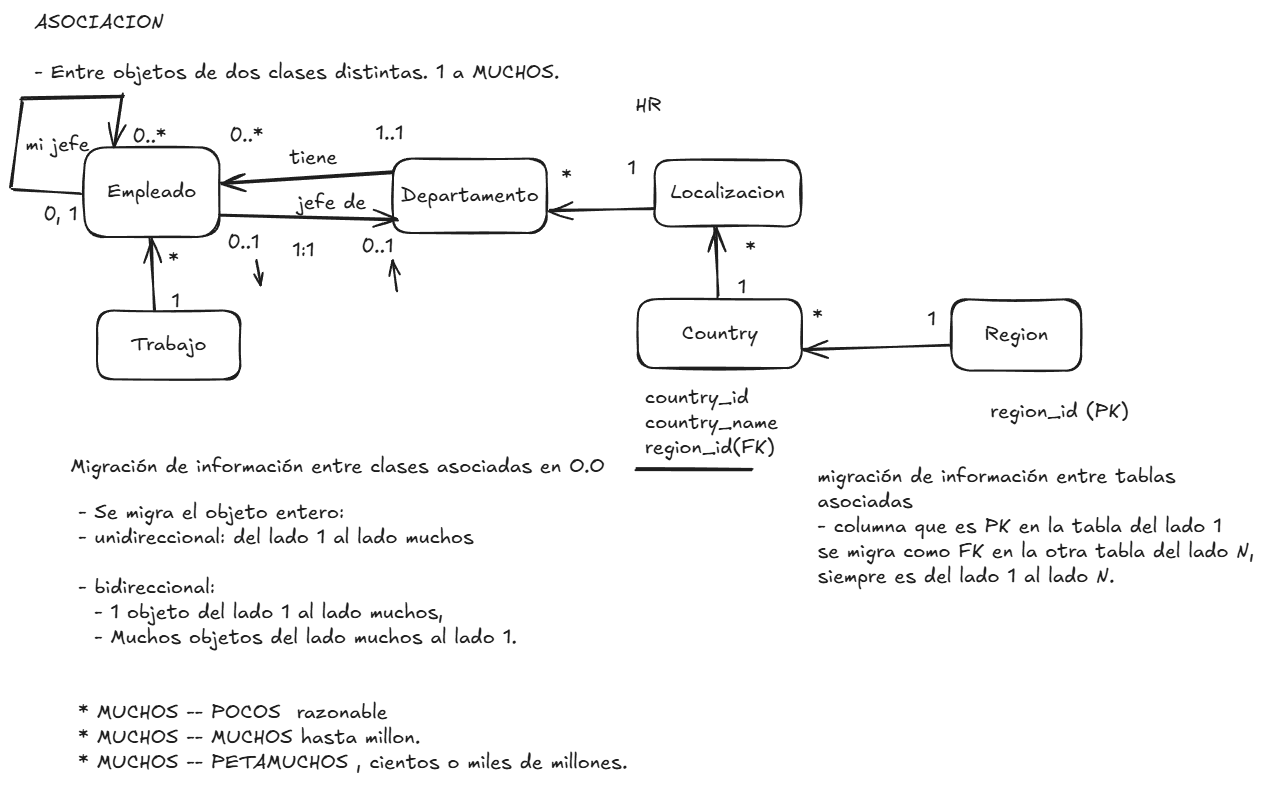 ASOCIACION
- Entre objetos de dos clases distintas. 1 a MUCHOS.
HR
mi jefe
0..*
0..*
1..1
tiene
Empleado
Departamento
*
1
Localizacion
0, 1
jefe de
0..1
1:1
0..1
*
1
Trabajo
*
1
Country
*
1
Region
country_id
country_name
region_id(FK)
region_id (PK)
Migración de información entre clases asociadas en O.O
- Se migra el objeto entero:
- unidireccional: del lado 1 al lado muchos
- bidireccional:
- 1 objeto del lado 1 al lado muchos,
- Muchos objetos del lado muchos al lado 1.
migración de información entre tablas
asociadas
- columna que es PK en la tabla del lado 1
se migra como FK en la otra tabla del lado N,
siempre es del lado 1 al lado N.
* MUCHOS -- POCOS razonable
* MUCHOS -- MUCHOS hasta millon.
* MUCHOS -- PETAMUCHOS , cientos o miles de millones.